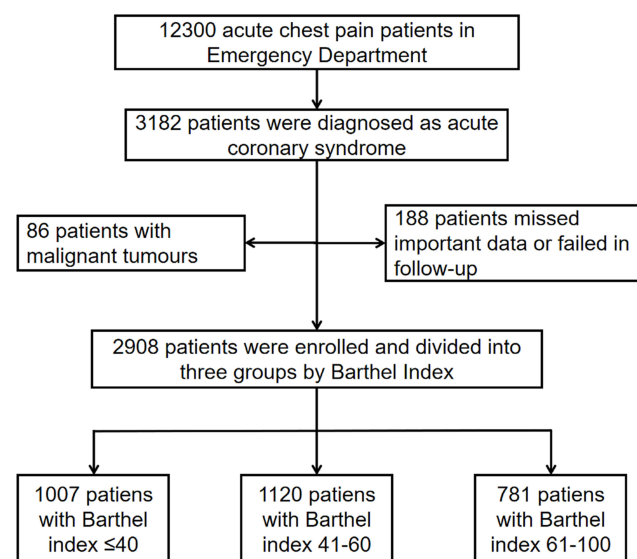 12300 acute chest pain patients in
Emergency Department
3182 patients were diagnosed as acute
coronary syndrome
86 patients with
malignant tumours
188 patients missed
important data or failed in
follow-up
2908 patients were enrolled and divided into
three groups by Barthel Index
1007 patiens
with Barthel
index ≤40
1120 patiens
with Barthel
index 41-60
781 patiens
with Barthel
index 61-100